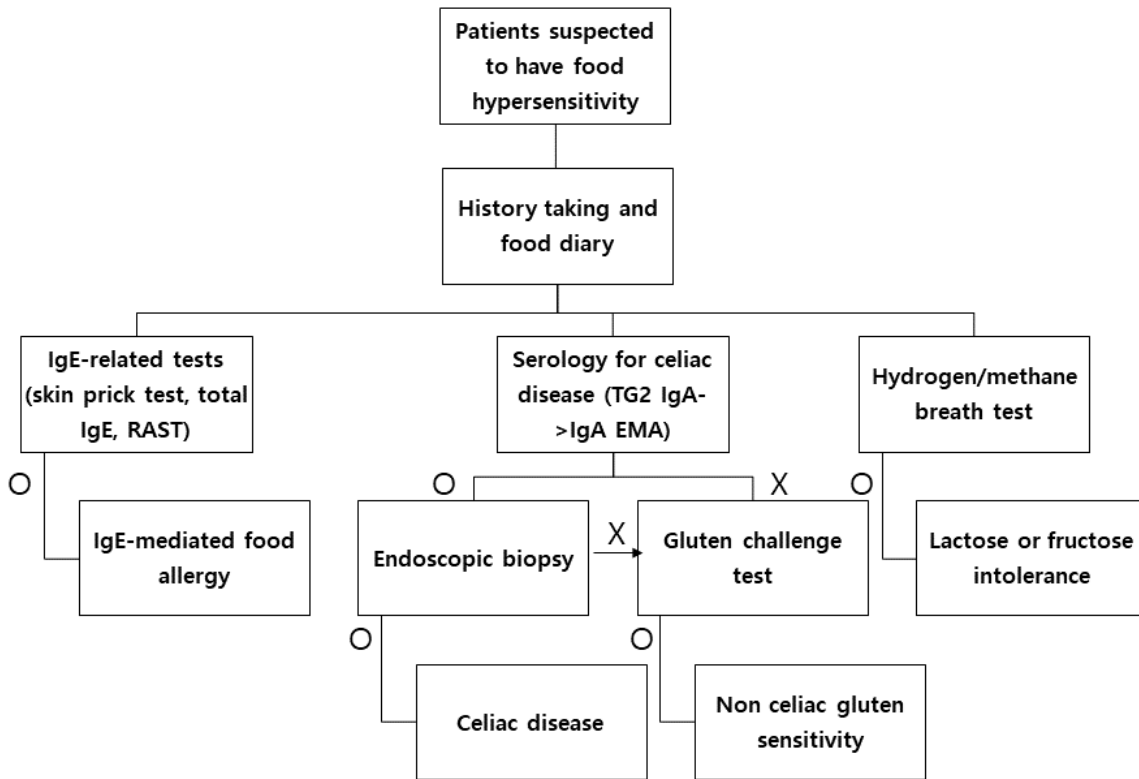 Patients suspected
to have food
hypersensitivity
History taking and
food diary
IgE-related tests
(skin prick test, total
IgE, RAST)
Serology for celiac
disease (TG2 IgA-
>IgA EMA)
Hydrogen/methane
breath test
O
O
X
O
IgE-mediated food
allergy
Endoscopic biopsy
X
Gluten challenge
test
Lactose or fructose
intolerance
O
O
Celiac disease
Non celiac gluten
sensitivity